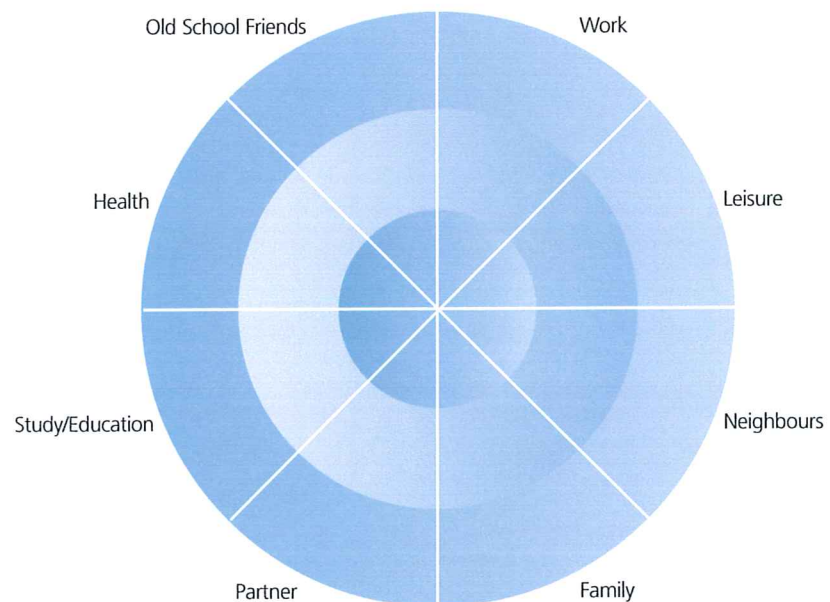 Old School Friends
Work
Health
Leisure
Study/Education
Neighbours
Partner
Family